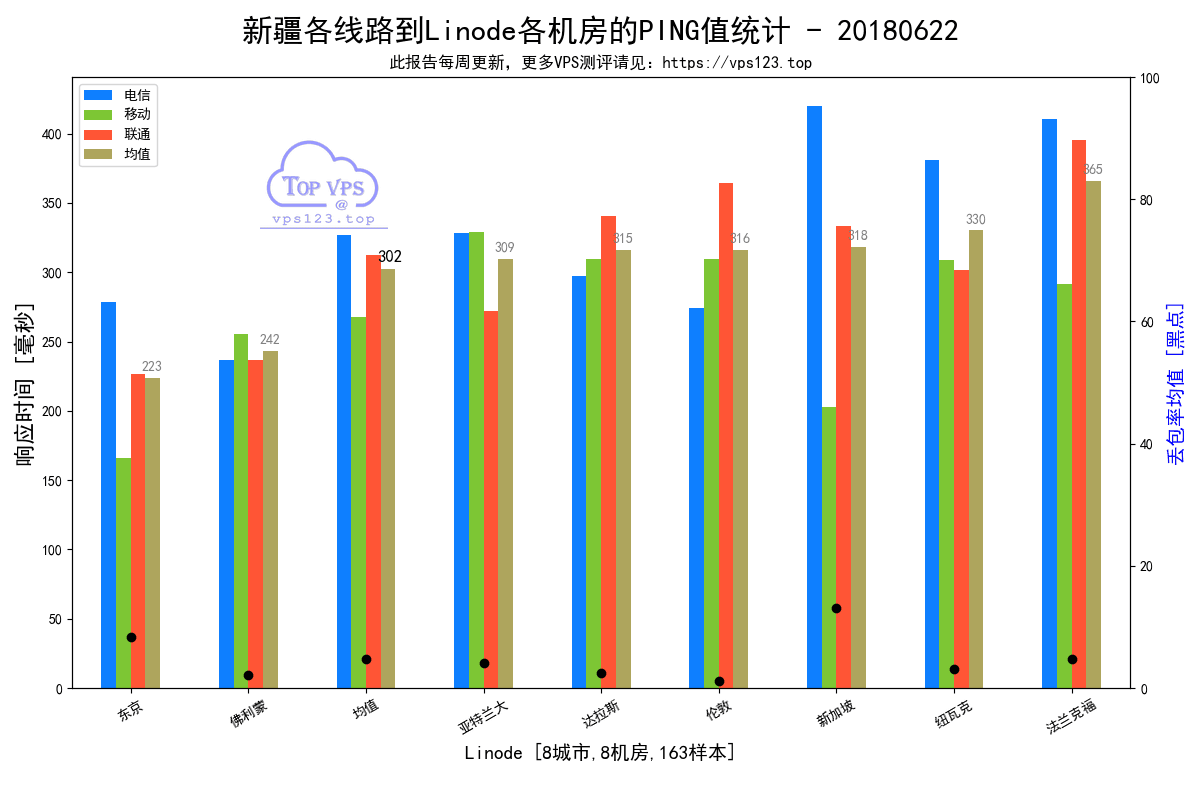 新疆各线路到Linode各机房的PING值统计 - 20180622
此报告每周更新，更多VPS测评请见：https://vps123.top
电信
移动
联通
均值
TOP VPS
@
vps123.top
响应时间 [毫秒]
400
350
300
250
200
150
100
50
0
223
242
302
309
315
316
318
330
365
100
80
60
40
20
0
丢包率均值 [黑点]
东京
佛利蒙
均值
亚特兰大
达拉斯
伦敦
新加坡
纽瓦克
法兰克福
Linode [8城市,8机房,163样本]